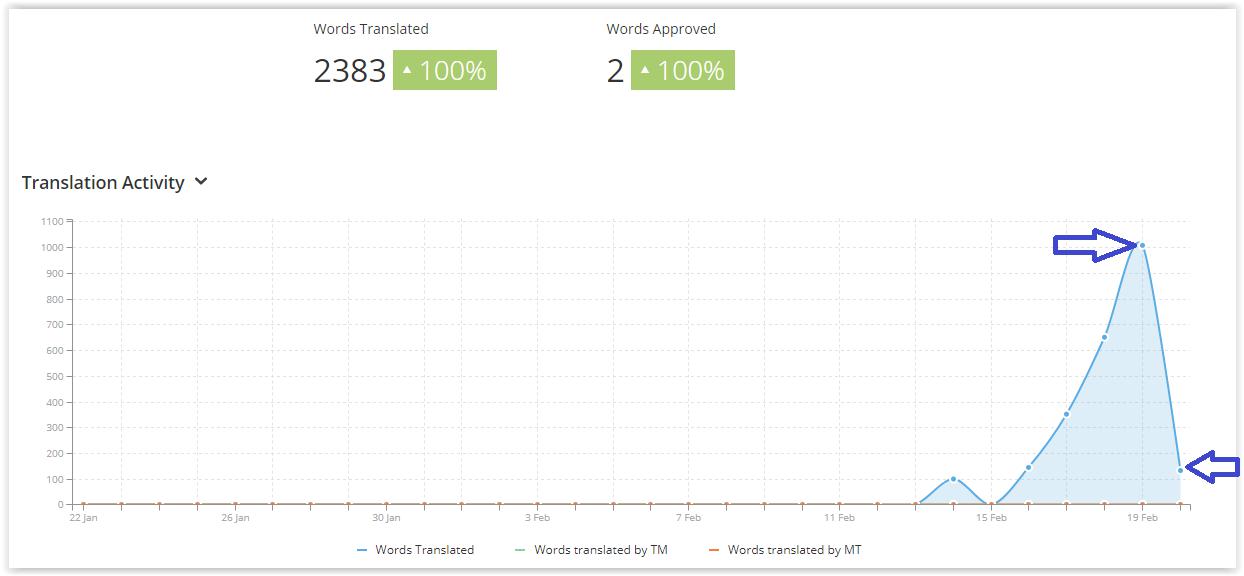 Words Translated Words Approved
2383 ▲ 100% 2 ▲ 100%
Translation Activity
1100
1000
900
800
700
600
500
400
300
200
100
0
22 Jan 26 Jan 30 Jan 3 Feb 7 Feb 11 Feb 15 Feb 19 Feb
Words Translated Words translated by TM Words translated by MT